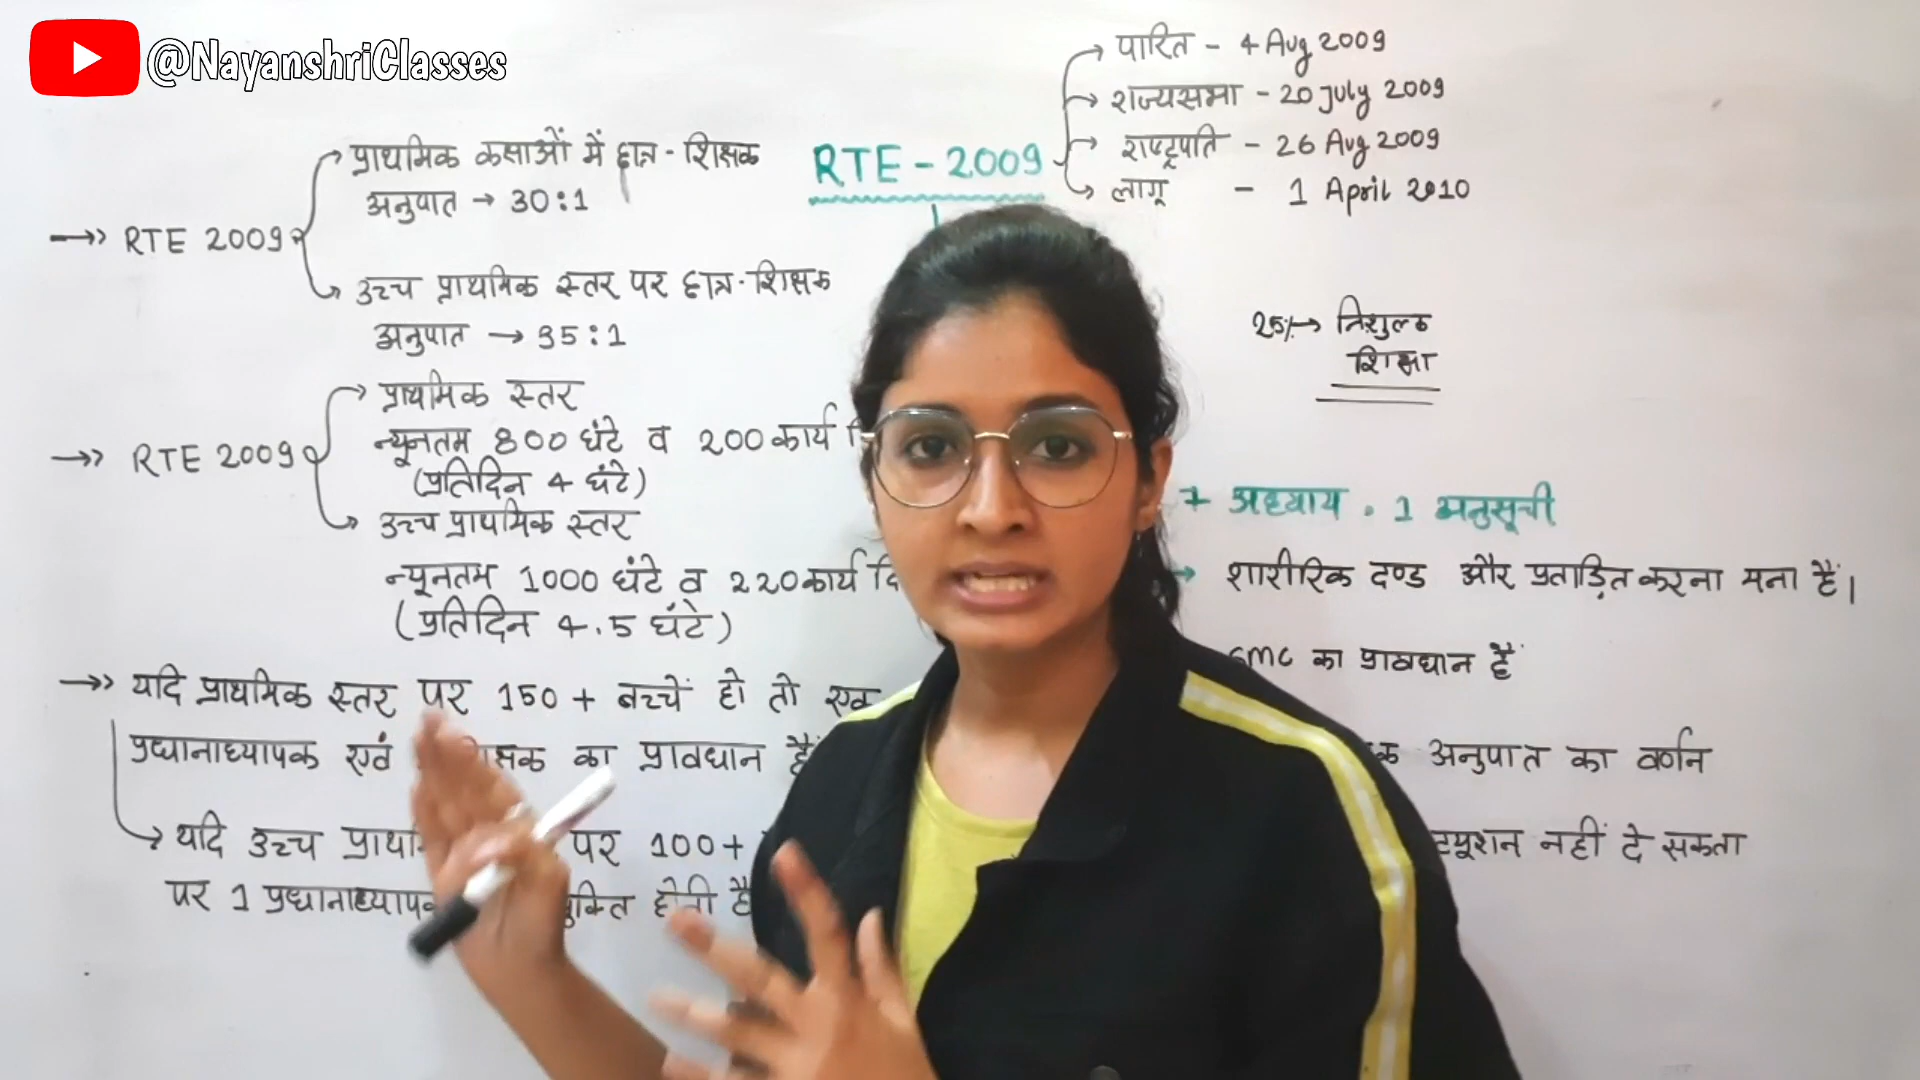 @NayanshriClasses
RTE - 2009
पारित - 4 Aug 2009
राज्यसभा - 20 July 2009
राष्ट्रपति - 26 Aug 2009
लागू - 1 April 2010
RTE 2009
प्राथमिक कक्षाओं में छात्र - शिक्षक
अनुपात → 30:1
उच्च प्राथमिक स्तर पर छात्र - शिक्षक
अनुपात → 35:1
RTE 2009
प्राथमिक स्तर
न्यूनतम 800 घंटे व 200 कार्य
(प्रतिदिन 4 घंटे)
उच्च प्राथमिक स्तर
न्यूनतम 1000 घंटे व 220 कार्य
(प्रतिदिन 4.5 घंटे)
यदि प्राथमिक स्तर पर 150 + बच्चें हो तो एक
प्रधानाध्यापक एवं का प्रावधान है
यदि उच्च पर 100+
पर 1 होती है
25% → निशुल्क
शिक्षा
7 अध्याय . 1 अनुसूची
→ शारीरिक दण्ड और प्रताड़ित करना मना है।
SMC का प्रावधान है
अनुपात का वर्णन
ट्यूशन नहीं दे सकता